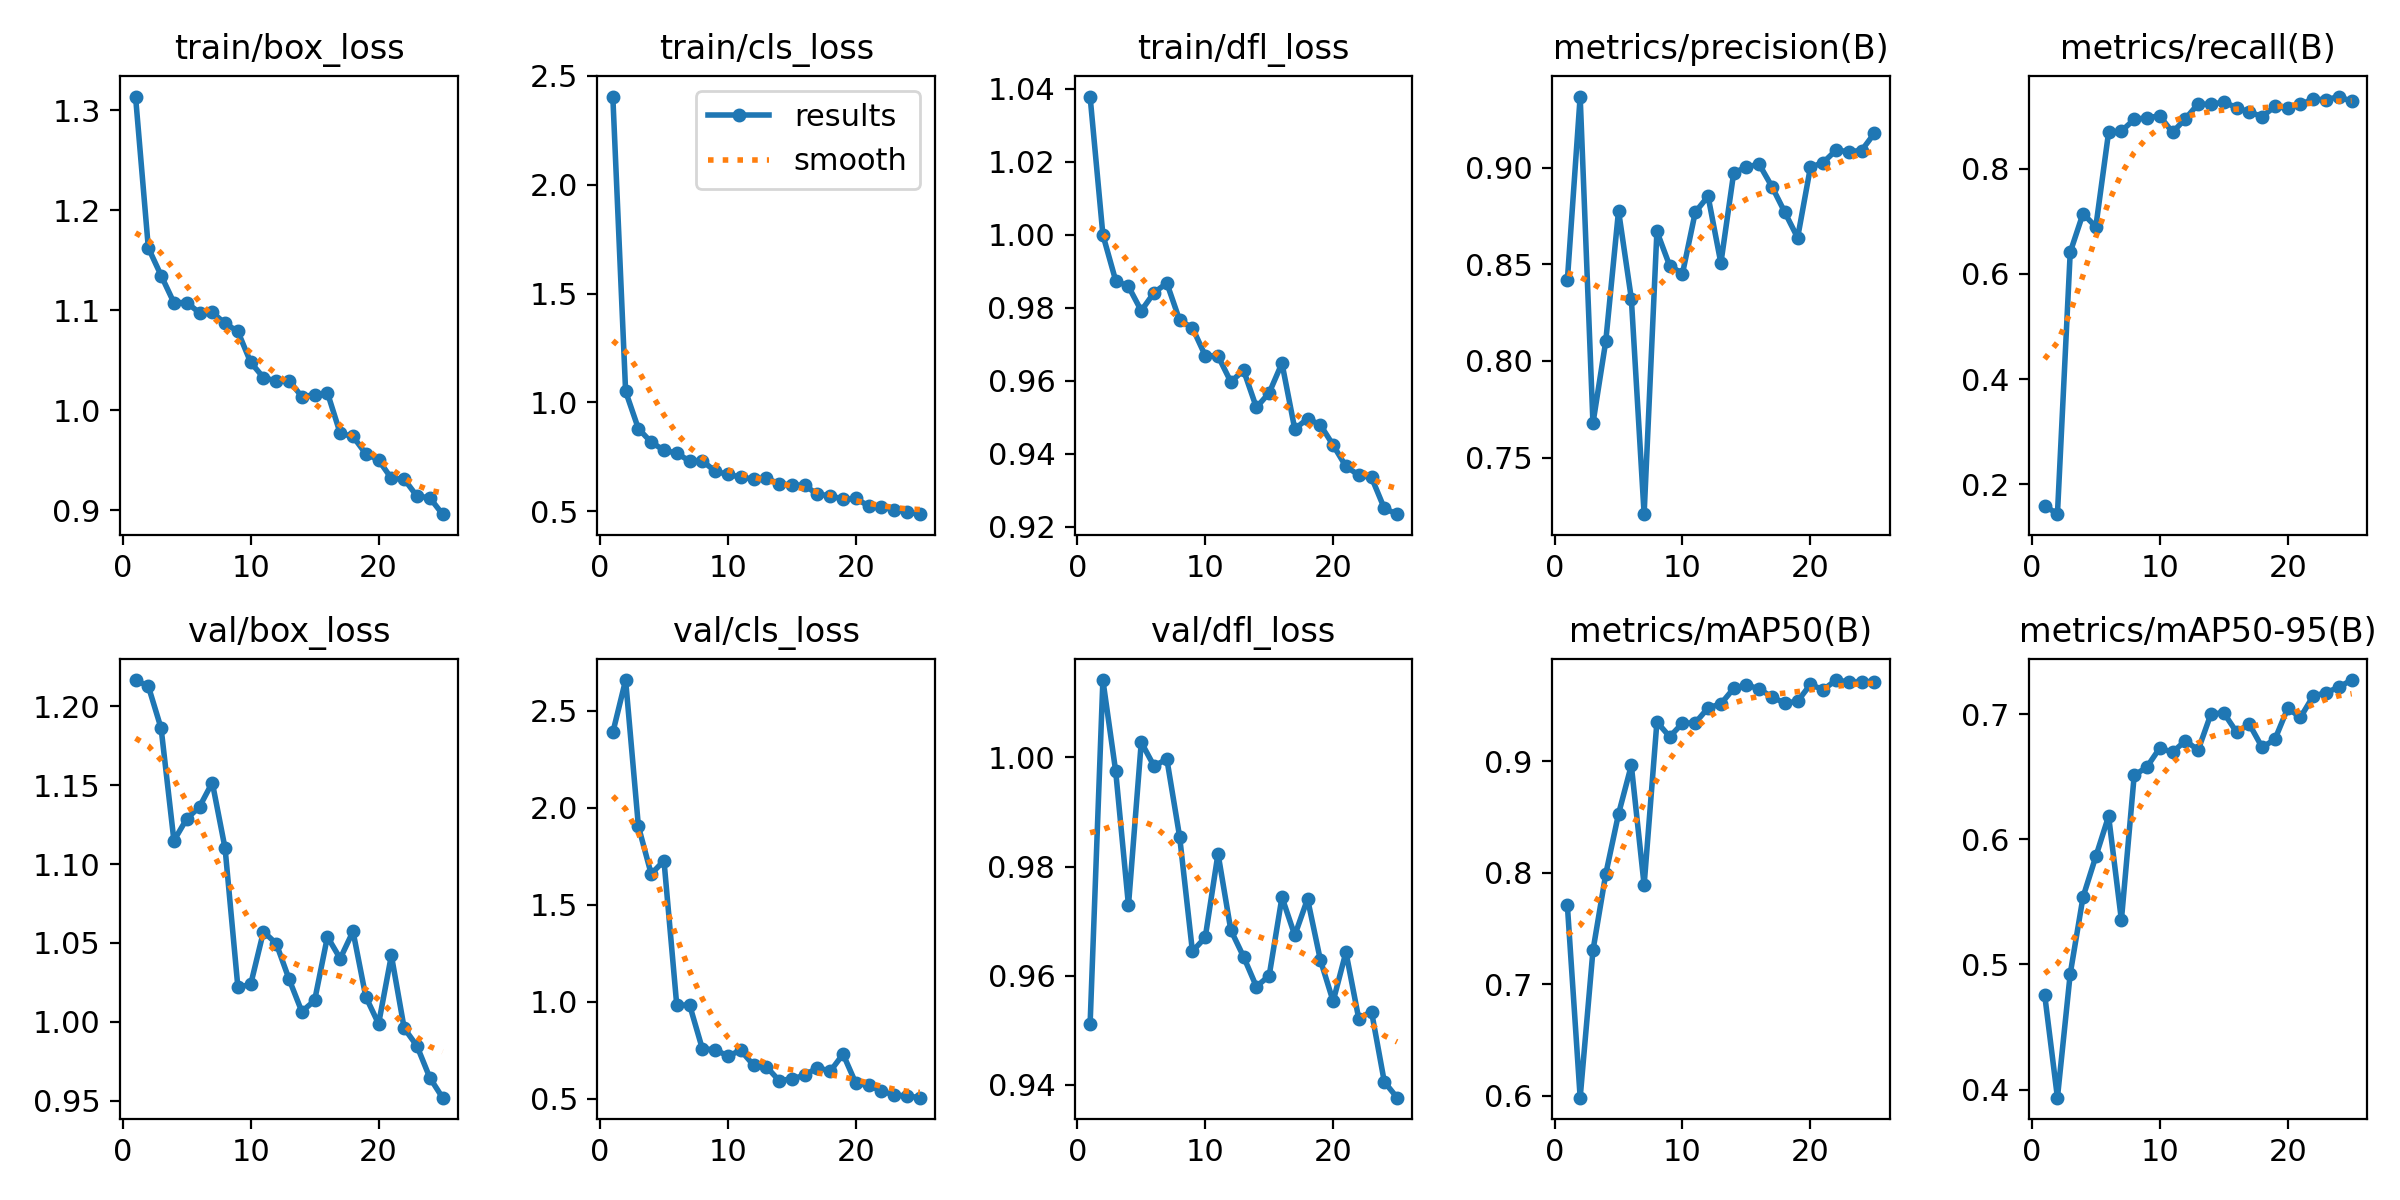 train/box_loss
1.3
1.2
1.1
1.0
0.9
0 10 20
train/cls_loss
2.5
2.0
1.5
1.0
0.5
results
smooth
0 10 20
train/dfl_loss
1.04
1.02
1.00
0.98
0.96
0.94
0.92
0 10 20
metrics/precision(B)
0.90
0.85
0.80
0.75
0 10 20
metrics/recall(B)
0.8
0.6
0.4
0.2
0 10 20
val/box_loss
1.20
1.15
1.10
1.05
1.00
0.95
0 10 20
val/cls_loss
2.5
2.0
1.5
1.0
0.5
0 10 20
val/dfl_loss
1.00
0.98
0.96
0.94
0 10 20
metrics/mAP50(B)
0.9
0.8
0.7
0.6
0 10 20
metrics/mAP50-95(B)
0.7
0.6
0.5
0.4
0 10 20